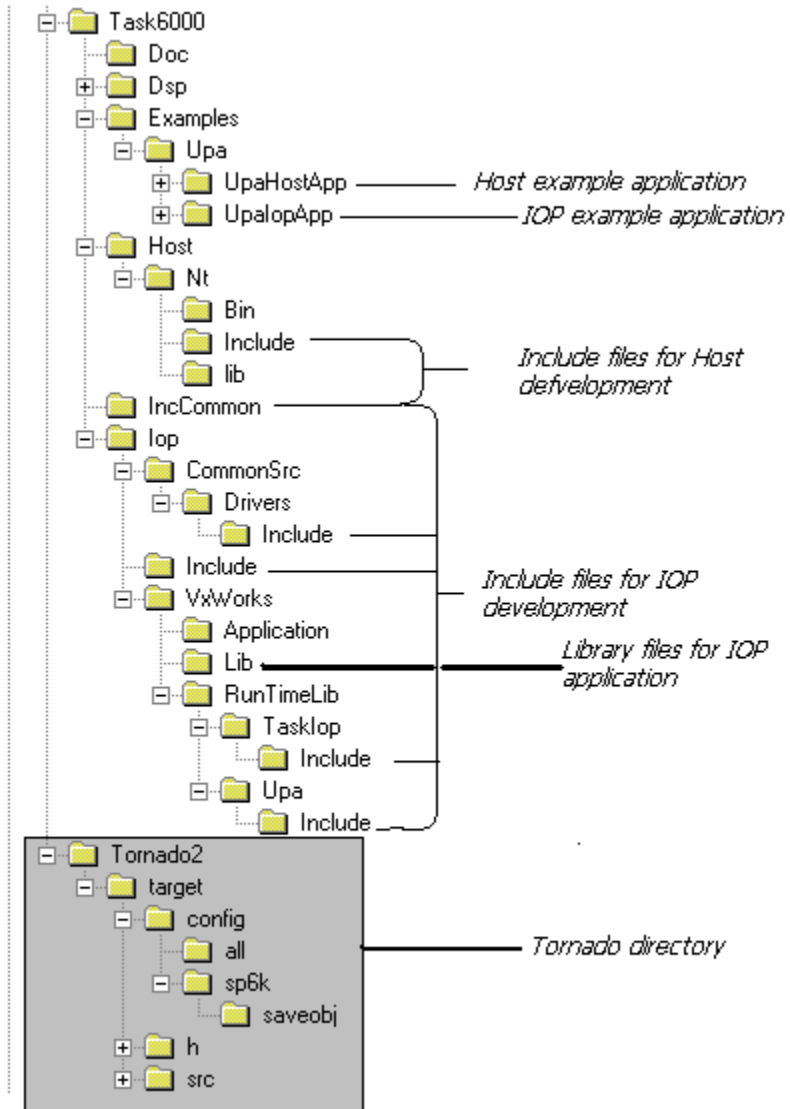 Task6000
Doc
Dsp
Examples
Upa
UpaHostApp Host example application
UpaIopApp IOP example application
Host
Nt
Bin
Include
lib
Include files for Host
defvelopment
IncCommon
Iop
CommonSrc
Drivers
Include
Include
Include files for IOP
development
VxWorks
Application
Lib
Library files for IOP
application
RunTimeLib
TaskIop
Include
Upa
Include
Tornado2
target
config
all
Tornado directory
sp6k
saveobj
h
src